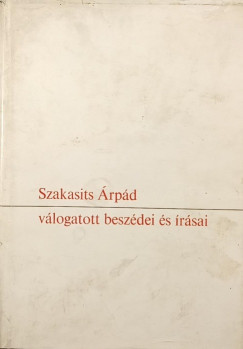 Szakasits Árpád
válogatott beszédei és írásai